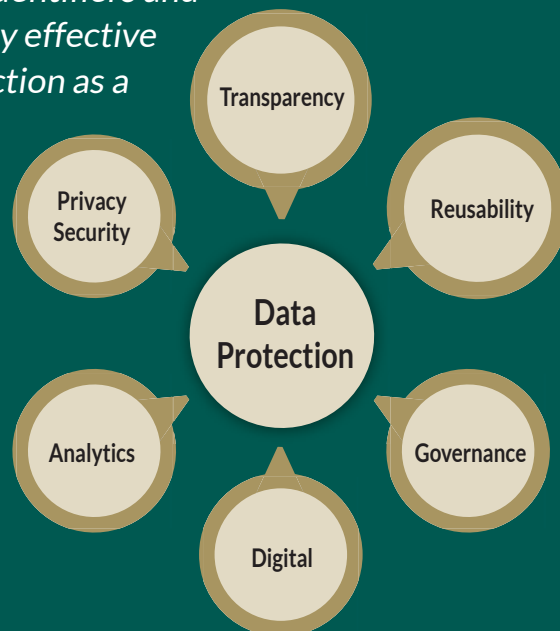 y effective
ction as a
Transparency
Privacy
Security
Reusability
Data
Protection
Analytics
Governance
Digital